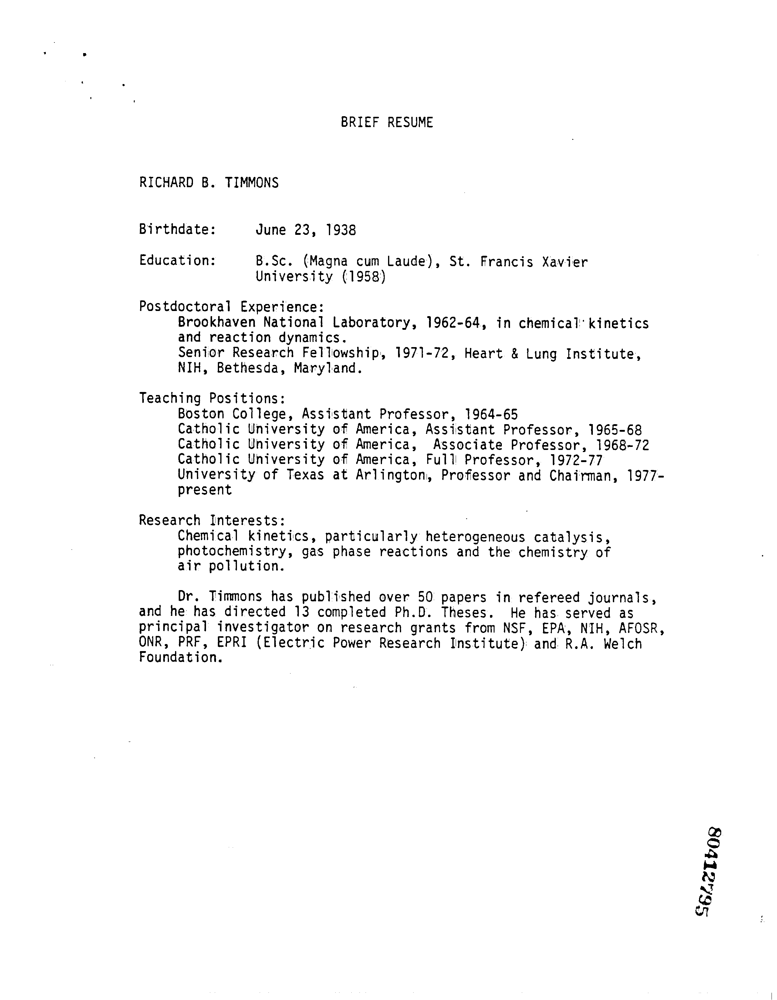 BRIEF RESUME
RICHARD B. TIMMONS
Birthdate: June 23, 1938
Education: B.Sc. (Magna cum Laude), St. Francis Xavier
University (1958)
Postdoctoral Experience:
Brookhaven National Laboratory, 1962-64, in chemical kinetics
and reaction dynamics.
Senior Research Fellowship, 1971-72, Heart & Lung Institute,
NIH, Bethesda, Maryland.
Teaching Positions:
Boston College, Assistant Professor, 1964-65
Catholic University of America, Assistant Professor, 1965-68
Catholic University of America, Associate Professor, 1968-72
Catholic University of America, Full Professor, 1972-77
University of Texas at Arlington, Professor and Chairman, 1977-
present
Research Interests:
Chemical kinetics, particularly heterogeneous catalysis,
photochemistry, gas phase reactions and the chemistry of
air pollution.
Dr. Timmons has published over 50 papers in refereed journals,
and he has directed 13 completed Ph.D. Theses. He has served as
principal investigator on research grants from NSF, EPA, NIH, AFOSR,
ONR, PRF, EPRI (Electric Power Research Institute) and R.A. Welch
Foundation.
80412795